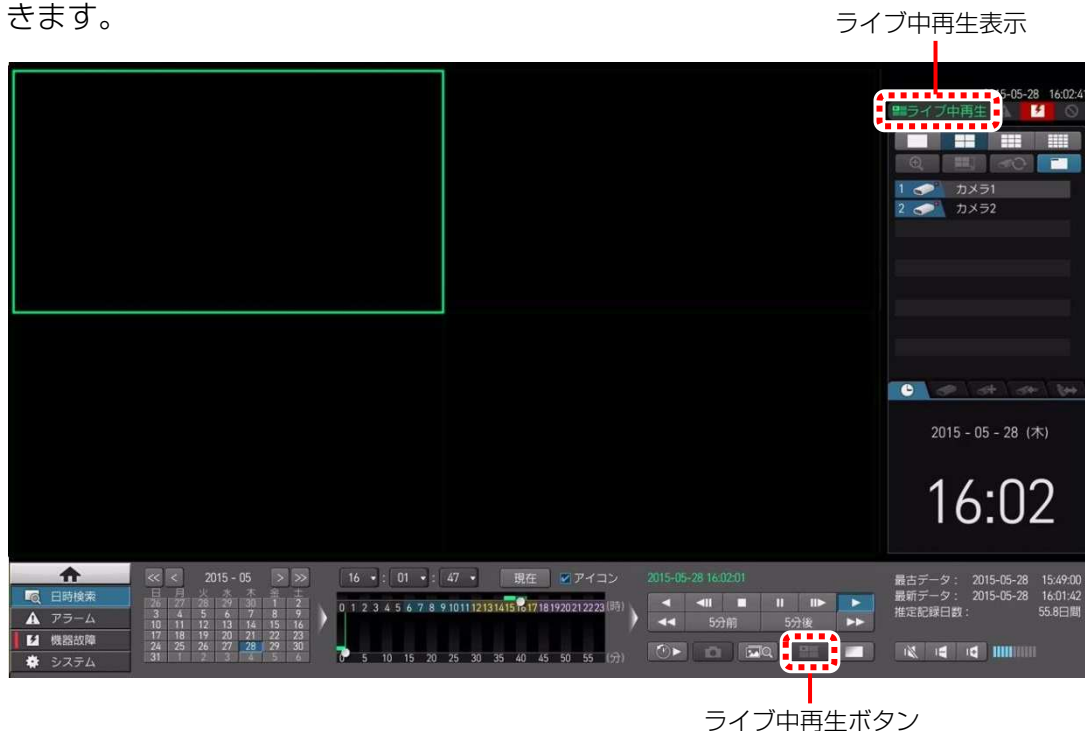 きます。
ライブ中再生表示
5-05-28 16:02:41
ライブ中再生
1 カメラ1
2 カメラ2
2015 - 05 - 28 (木)
16:02
2015 - 05
16 : 01 : 47 現在 アイコン
2015-05-28 16:02:01
日時検索
アラーム
機器故障
システム
日 月 火 水 木 金 土
26 27 28 29 30 1 2
3 4 5 6 7 8 9
10 11 12 13 14 15 16
17 18 19 20 21 22 23
24 25 26 27 28 29 30
31 1 2 3 4 5 6
0 1 2 3 4 5 6 7 8 9 10 11 12 13 14 15 16 17 18 19 20 21 22 23 (時)
0 5 10 15 20 25 30 35 40 45 50 55 (分)
5分前 5分後
最古データ: 2015-05-28 15:49:00
最新データ: 2015-05-28 16:01:42
推定記録日数: 55.8日間
ライブ中再生ボタン